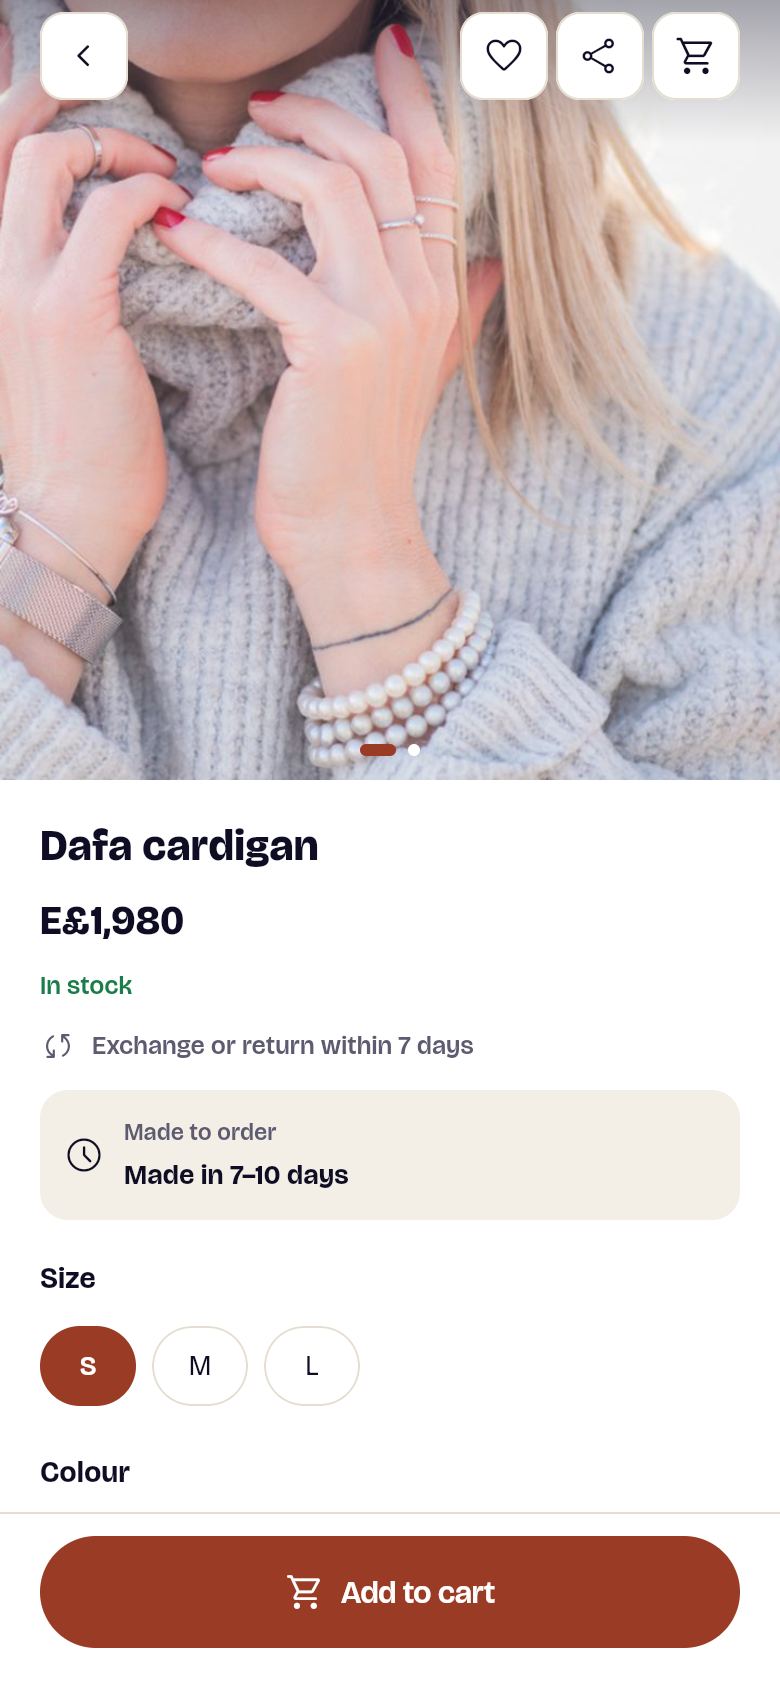 Dafa cardigan
E£1,980
In stock
Exchange or return within 7 days
Made to order
Made in 7–10 days
Size
S M L
Colour
Add to cart